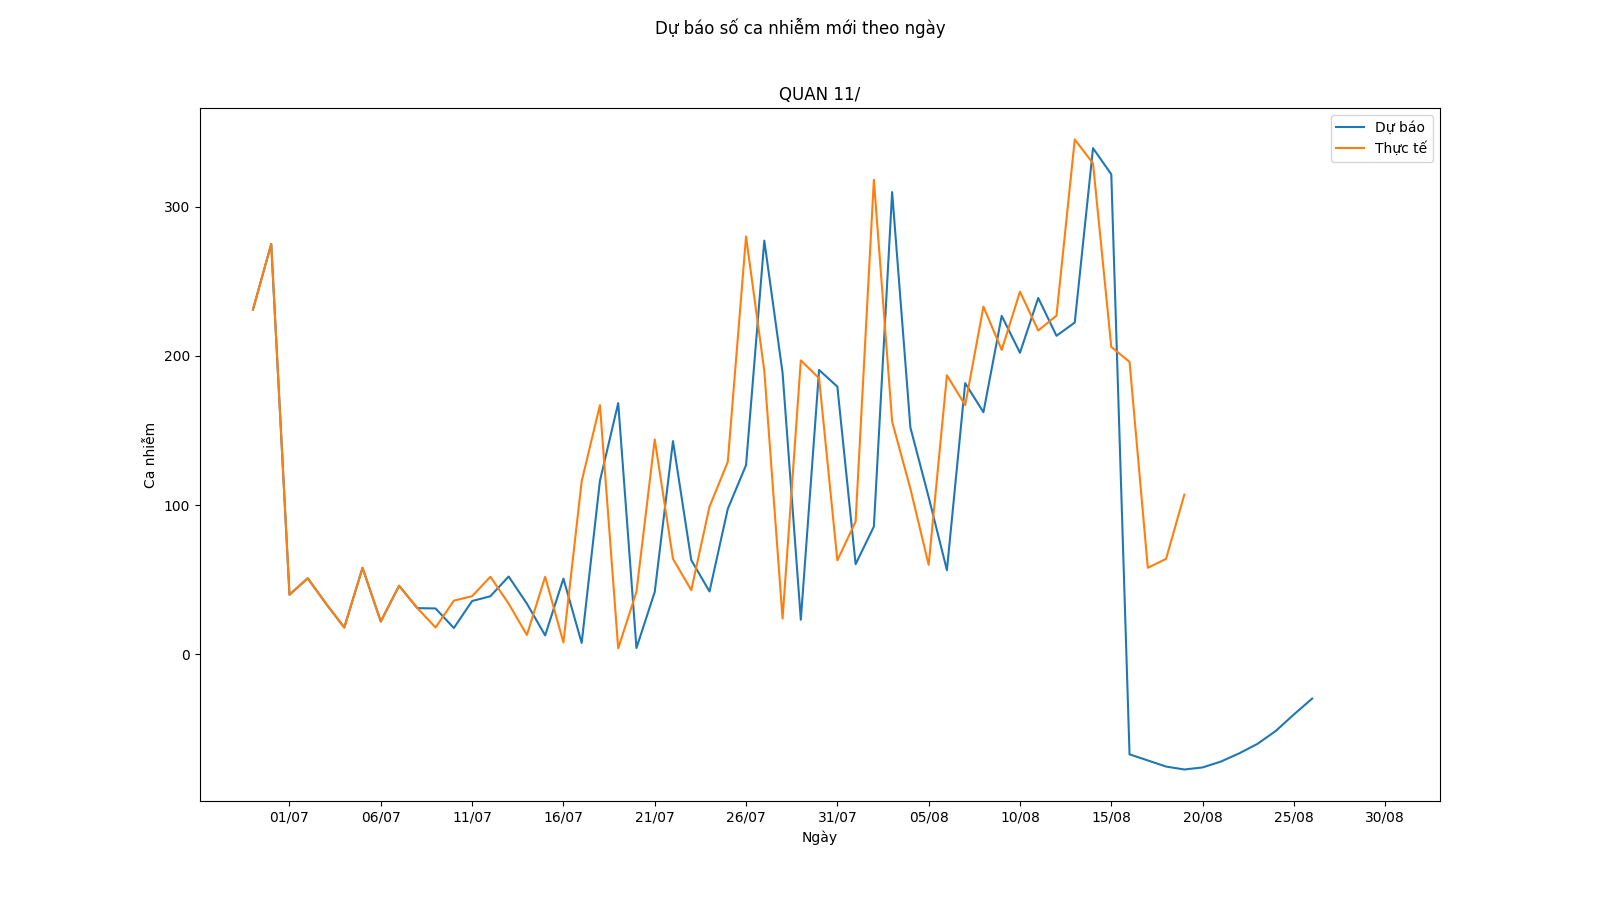 Dự báo số ca nhiễm mới theo ngày
QUAN 11/
Dự báo
Thực tế
Ca nhiễm
300
200
100
0
01/07 06/07 11/07 16/07 21/07 26/07 31/07 05/08 10/08 15/08 20/08 25/08 30/08
Ngày